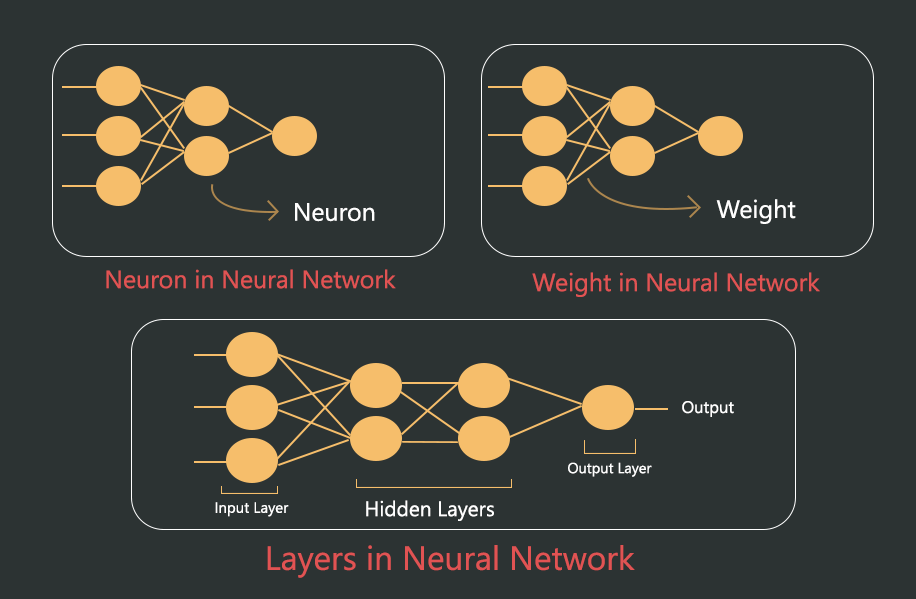 Neuron
Neuron in Neural Network
Weight
Weight in Neural Network
Output
Output Layer
Input Layer
Hidden Layers
Layers in Neural Network